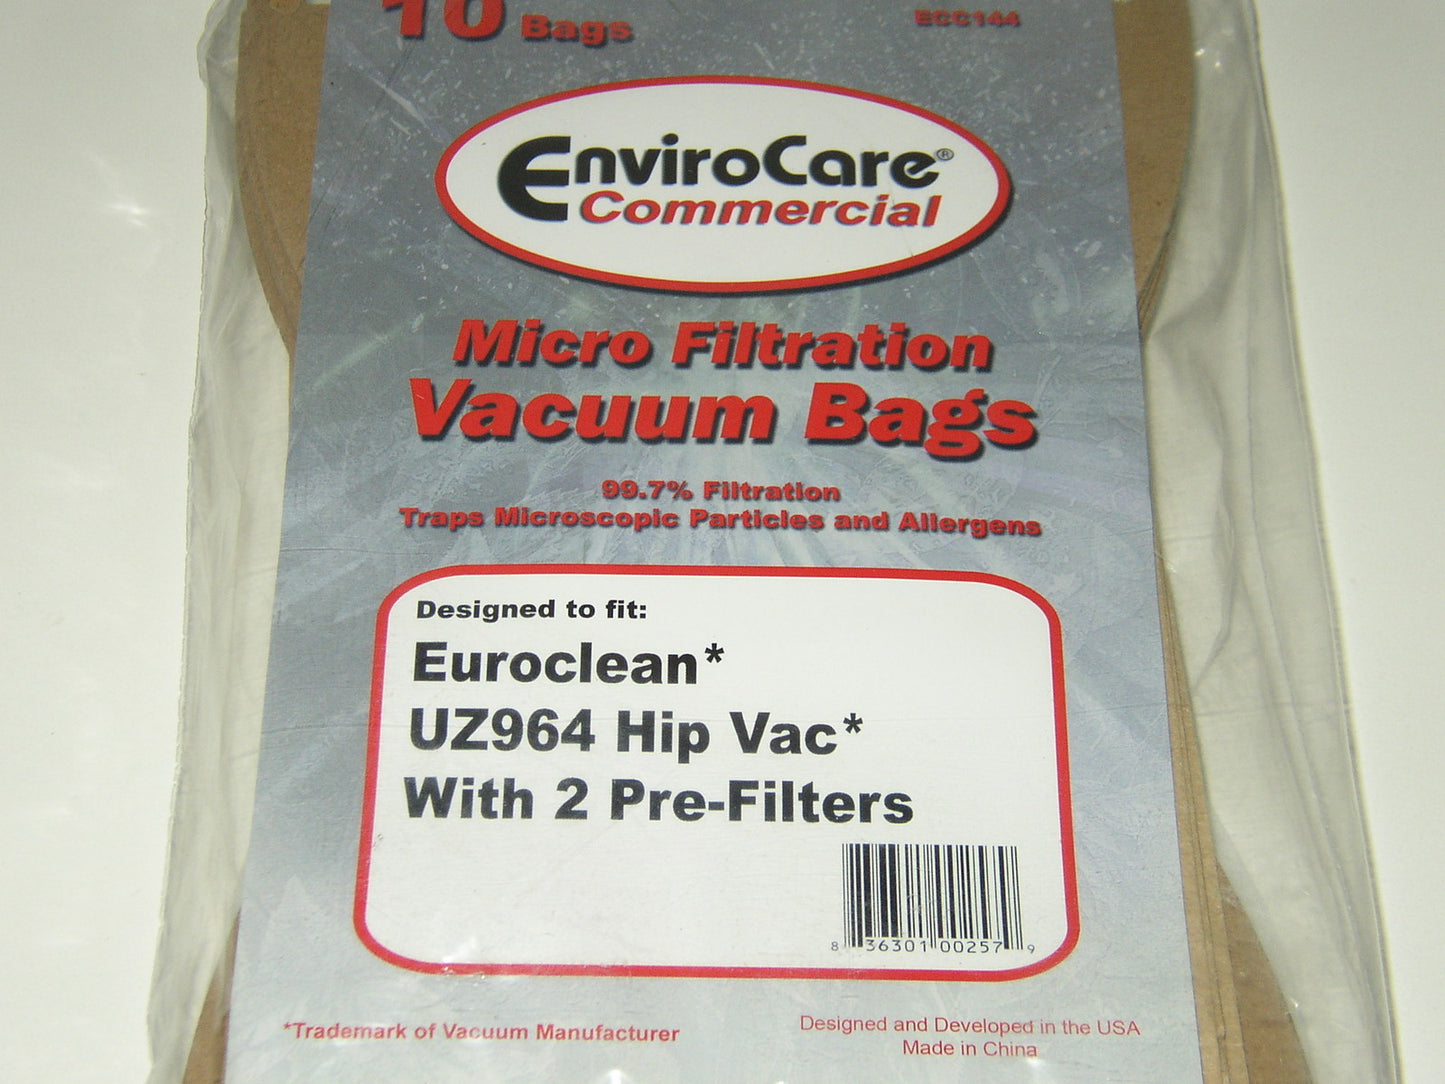 10 Bags
ECC144
EnviroCare®
Commercial
Micro Filtration
Vacuum Bags
99.7% Filtration
Traps Microscopic Particles and Allergens
Designed to fit:
Euroclean*
UZ964 Hip Vac*
With 2 Pre-Filters
8 36301 00257 9
*Trademark of Vacuum Manufacturer
Designed and Developed in the USA
Made in China